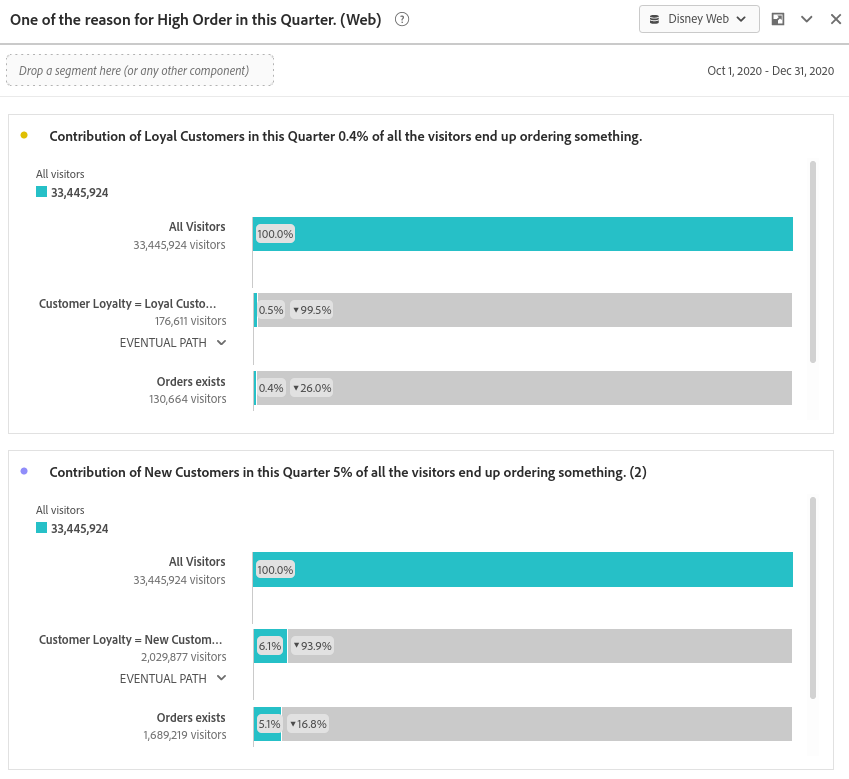 One of the reason for High Order in this Quarter. (Web) ?
Disney Web
Drop a segment here (or any other component)
Oct 1, 2020 - Dec 31, 2020
Contribution of Loyal Customers in this Quarter 0.4% of all the visitors end up ordering something.
All visitors
33,445,924
All Visitors
33,445,924 visitors
100.0%
Customer Loyalty = Loyal Custo...
176,611 visitors
0.5% ▼99.5%
EVENTUAL PATH
Orders exists
130,664 visitors
0.4% ▼26.0%
Contribution of New Customers in this Quarter 5% of all the visitors end up ordering something. (2)
All visitors
33,445,924
All Visitors
33,445,924 visitors
100.0%
Customer Loyalty = New Custom...
2,029,877 visitors
6.1% ▼93.9%
EVENTUAL PATH
Orders exists
1,689,219 visitors
5.1% ▼16.8%